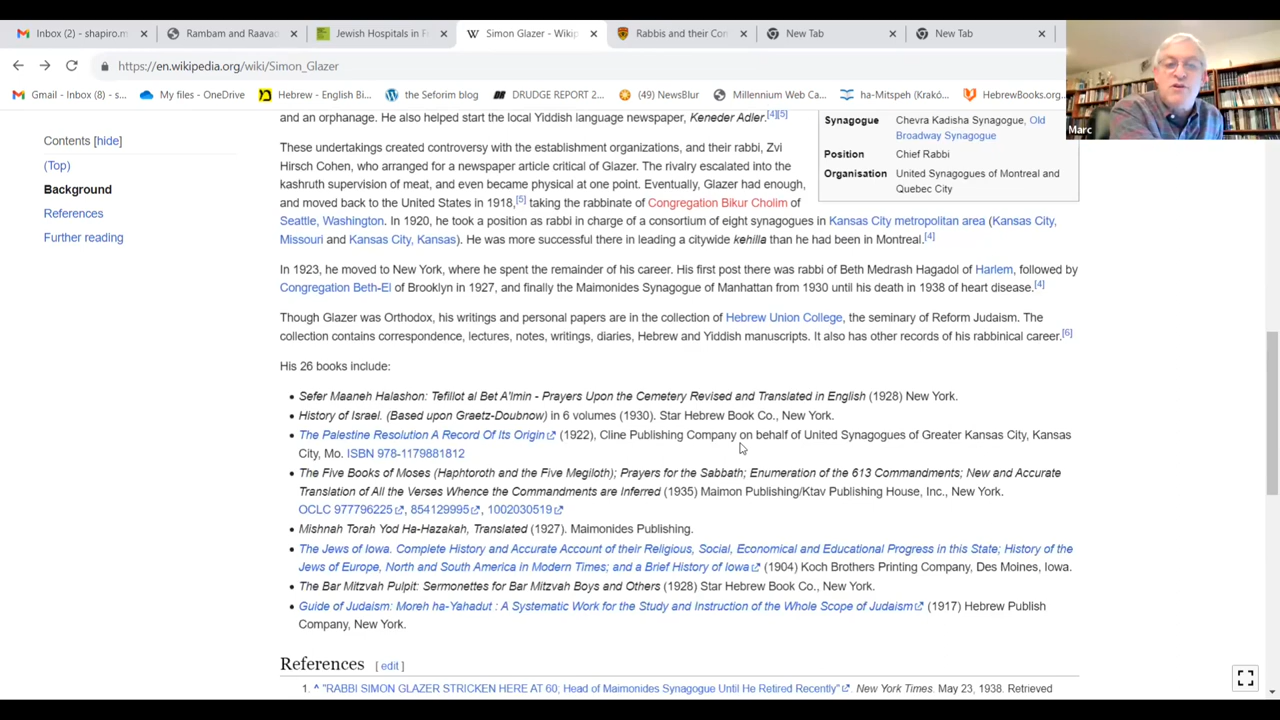 Inbox (2) - shapiro.m
Rambam and Raavad
Jewish Hospitals in F
Simon Glazer - Wikip
Rabbis and their Con
New Tab
New Tab
https://en.wikipedia.org/wiki/Simon_Glazer
Gmail - Inbox (8) - s...
My files - OneDrive
Hebrew - English Bi...
the Seforim blog
DRUDGE REPORT 2...
(49) NewsBlur
Millennium Web Ca...
ha-Mitspeh (Krakó...
HebrewBooks.org...
Marc
Contents [hide]
(Top)
Background
References
Further reading
and an orphanage. He also helped start the local Yiddish language newspaper, Keneder Adler.[4][5]
These undertakings created controversy with the establishment organizations, and their rabbi, Zvi
Hirsch Cohen, who arranged for a newspaper article critical of Glazer. The rivalry escalated into the
kashruth supervision of meat, and even became physical at one point. Eventually, Glazer had enough,
and moved back to the United States in 1918,[5] taking the rabbinate of Congregation Bikur Cholim of
Seattle, Washington. In 1920, he took a position as rabbi in charge of a consortium of eight synagogues in Kansas City metropolitan area (Kansas City,
Missouri and Kansas City, Kansas). He was more successful there in leading a citywide kehilla than he had been in Montreal.[4]
Synagogue Chevra Kadisha Synagogue, Old
Broadway Synagogue
Position Chief Rabbi
Organisation United Synagogues of Montreal and
Quebec City
In 1923, he moved to New York, where he spent the remainder of his career. His first post there was rabbi of Beth Medrash Hagadol of Harlem, followed by
Congregation Beth-El of Brooklyn in 1927, and finally the Maimonides Synagogue of Manhattan from 1930 until his death in 1938 of heart disease.[4]
Though Glazer was Orthodox, his writings and personal papers are in the collection of Hebrew Union College, the seminary of Reform Judaism. The
collection contains correspondence, lectures, notes, writings, diaries, Hebrew and Yiddish manuscripts. It also has other records of his rabbinical career.[6]
His 26 books include:
• Sefer Maaneh Halashon: Tefillot al Bet A'lmin - Prayers Upon the Cemetery Revised and Translated in English (1928) New York.
• History of Israel. (Based upon Graetz-Doubnow) in 6 volumes (1930). Star Hebrew Book Co., New York.
• The Palestine Resolution A Record Of Its Origin (1922), Cline Publishing Company on behalf of United Synagogues of Greater Kansas City, Kansas
City, Mo. ISBN 978-1179881812
• The Five Books of Moses (Haphtoroth and the Five Megiloth); Prayers for the Sabbath; Enumeration of the 613 Commandments; New and Accurate
Translation of All the Verses Whence the Commandments are Inferred (1935) Maimon Publishing/Ktav Publishing House, Inc., New York.
OCLC 977796225, 854129995, 1002030519
• Mishnah Torah Yod Ha-Hazakah, Translated (1927). Maimonides Publishing.
• The Jews of Iowa. Complete History and Accurate Account of their Religious, Social, Economical and Educational Progress in this State; History of the
Jews of Europe, North and South America in Modern Times; and a Brief History of Iowa (1904) Koch Brothers Printing Company, Des Moines, Iowa.
• The Bar Mitzvah Pulpit: Sermonettes for Bar Mitzvah Boys and Others (1928) Star Hebrew Book Co., New York.
• Guide of Judaism: Moreh ha-Yahadut : A Systematic Work for the Study and Instruction of the Whole Scope of Judaism (1917) Hebrew Publish
Company, New York.
References [ edit ]
1. ^ "RABBI SIMON GLAZER STRICKEN HERE AT 60, Head of Maimonides Synagogue Until He Retired Recently". New York Times. May 23, 1938. Retrieved